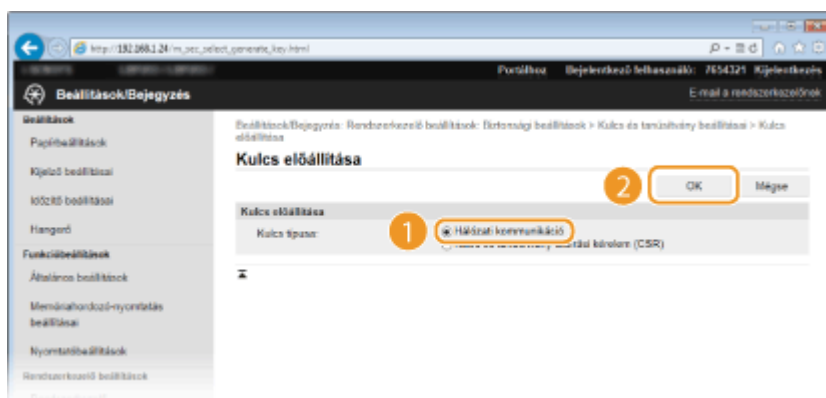 http://192.168.1.24/m_sec_select_generate_key.html
Portálhoz Bejelentkező felhasználó: 7654321 Kijelentkezés
Beállítások/Bejegyzés
E-mail a rendszerkezelőnek
Beállítások
Beállítások/Bejegyzés: Rendszerkezelő beállítások: Biztonsági beállítások > Kulcs és tanúsítvány beállításai > Kulcs
előállítása
Papírbeállítások
Kulcs előállítása
Kijelző beállításai
2
OK Mégse
Időzítő beállításai
Kulcs előállítása
Hangerő
Kulcs típusa:
1
Hálózati kommunikáció
kérelem (CSR)
Funkcióbeállítások
Általános beállítások
Memóriahordozó-nyomtatás
beállításai
Nyomtatóbeállítások
Rendszerkezelő beállítások